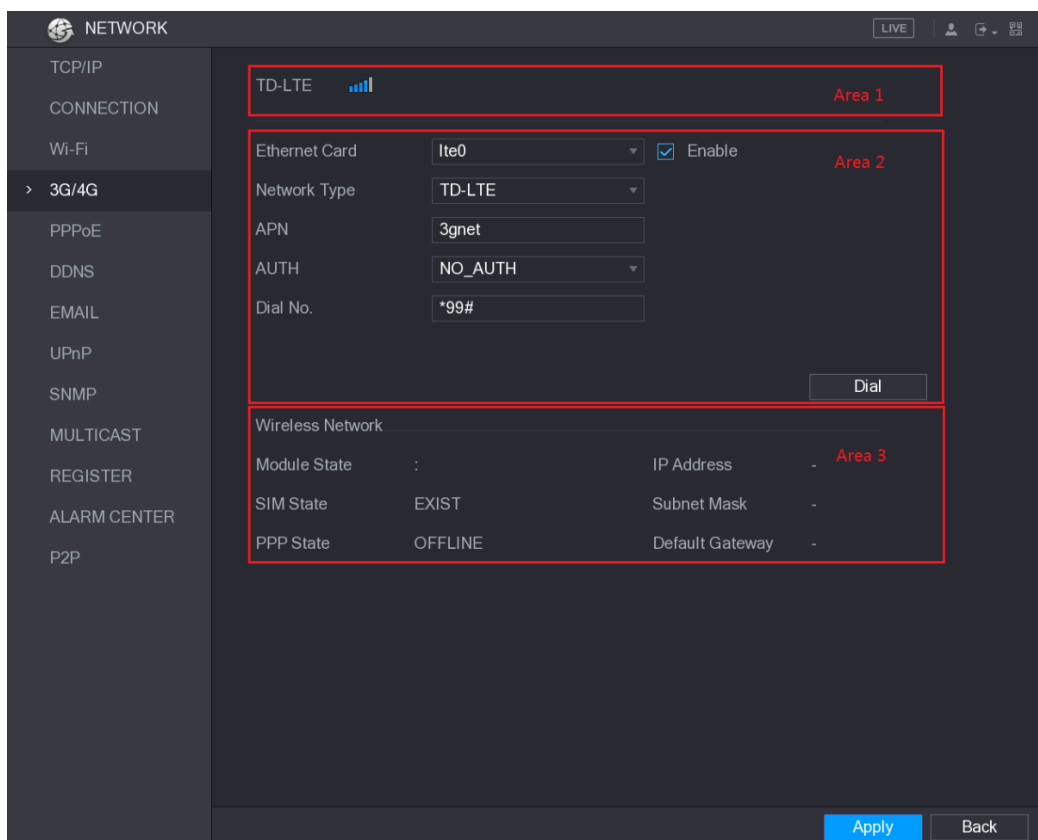 NETWORK
LIVE
TCP/IP
CONNECTION
Wi-Fi
> 3G/4G
PPPoE
DDNS
EMAIL
UPnP
SNMP
MULTICAST
REGISTER
ALARM CENTER
P2P
TD-LTE
Area 1
Ethernet Card lte0 Enable
Area 2
Network Type TD-LTE
APN 3gnet
AUTH NO_AUTH
Dial No. *99#
Dial
Wireless Network
Area 3
Module State : IP Address -
SIM State EXIST Subnet Mask -
PPP State OFFLINE Default Gateway -
Apply Back